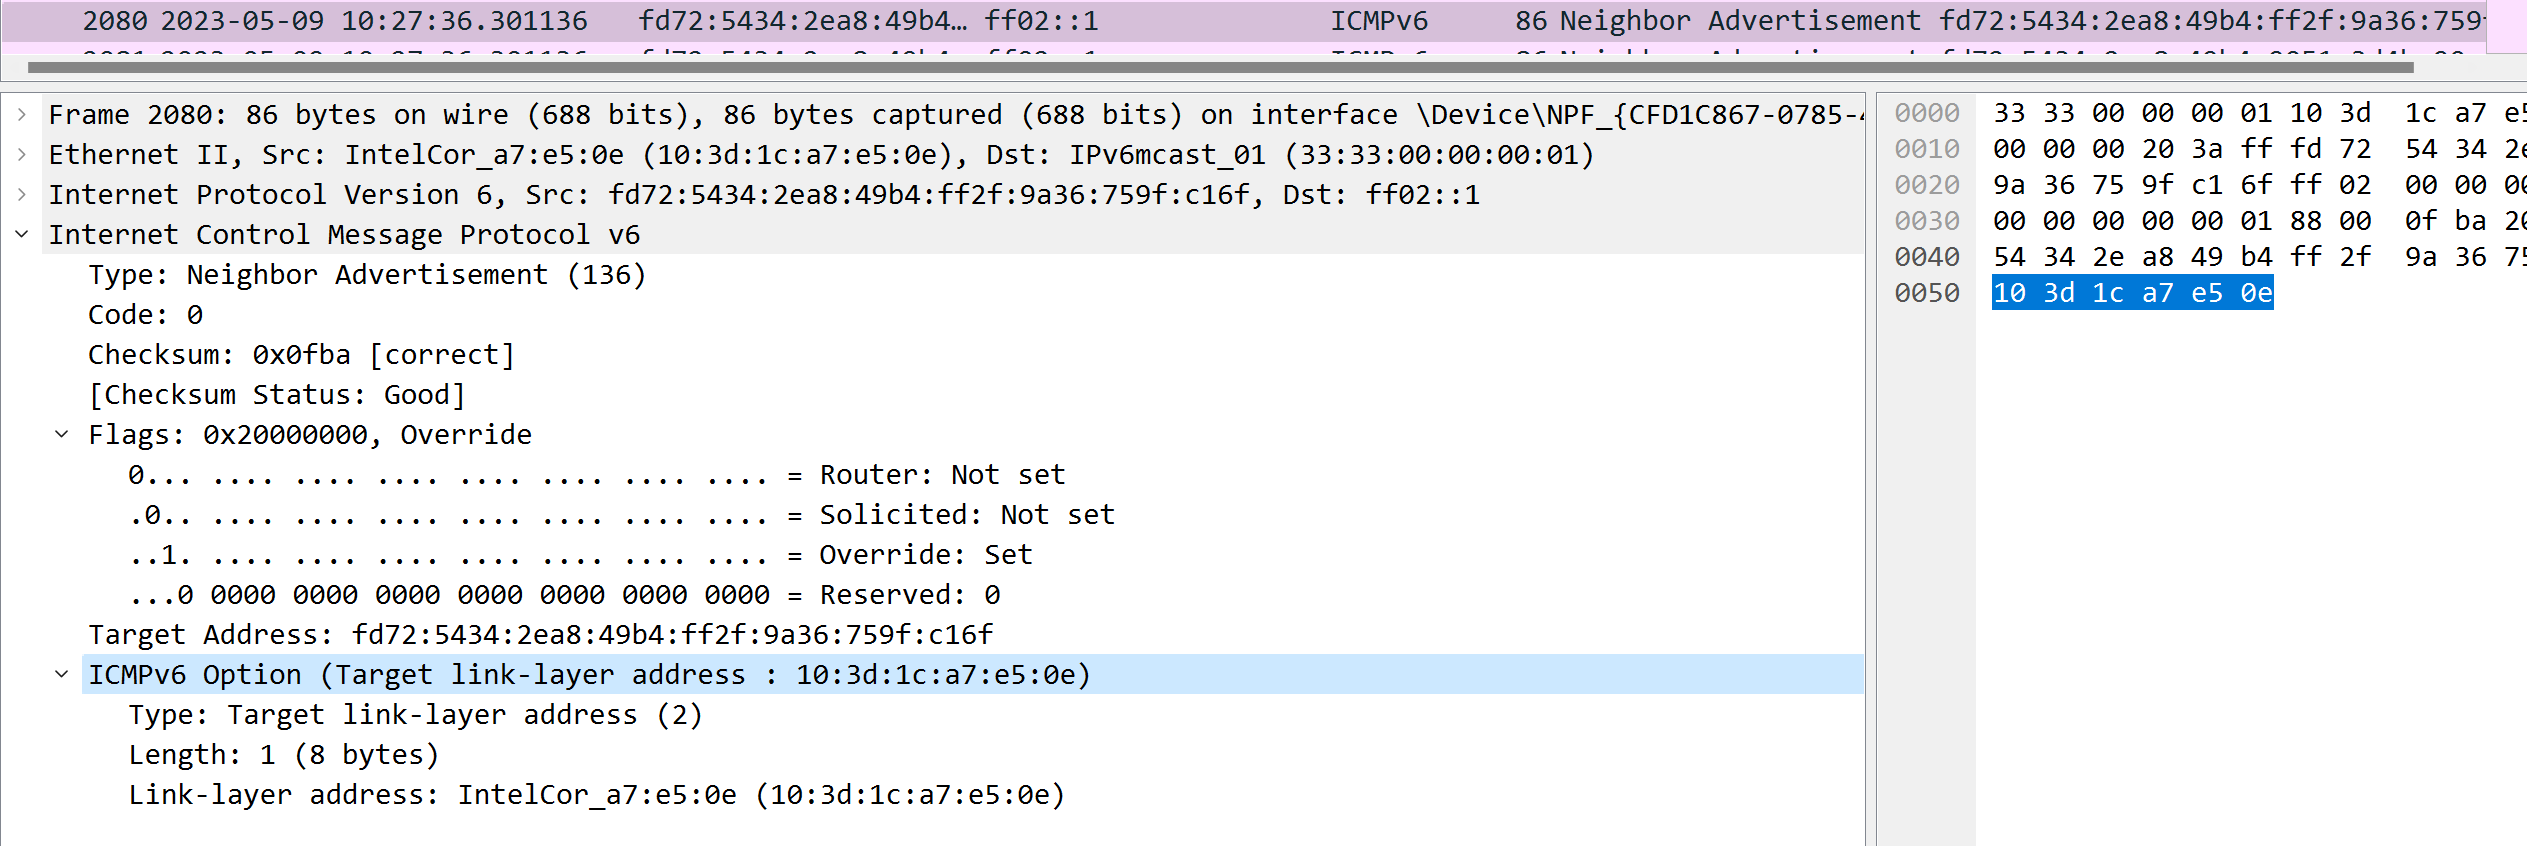 2080 2023-05-09 10:27:36.301136 fd72:5434:2ea8:49b4… ff02::1 ICMPv6 86 Neighbor Advertisement fd72:5434:2ea8:49b4:ff2f:9a36:759f
Frame 2080: 86 bytes on wire (688 bits), 86 bytes captured (688 bits) on interface \Device\NPF_{CFD1C867-0785-4
Ethernet II, Src: IntelCor_a7:e5:0e (10:3d:1c:a7:e5:0e), Dst: IPv6mcast_01 (33:33:00:00:00:01)
Internet Protocol Version 6, Src: fd72:5434:2ea8:49b4:ff2f:9a36:759f:c16f, Dst: ff02::1
Internet Control Message Protocol v6
Type: Neighbor Advertisement (136)
Code: 0
Checksum: 0x0fba [correct]
[Checksum Status: Good]
Flags: 0x20000000, Override
0... .... .... .... .... .... .... .... = Router: Not set
.0.. .... .... .... .... .... .... .... = Solicited: Not set
..1. .... .... .... .... .... .... .... = Override: Set
...0 0000 0000 0000 0000 0000 0000 0000 = Reserved: 0
Target Address: fd72:5434:2ea8:49b4:ff2f:9a36:759f:c16f
ICMPv6 Option (Target link-layer address : 10:3d:1c:a7:e5:0e)
Type: Target link-layer address (2)
Length: 1 (8 bytes)
Link-layer address: IntelCor_a7:e5:0e (10:3d:1c:a7:e5:0e)
0000 33 33 00 00 00 01 10 3d 1c a7 e5
0010 00 00 00 20 3a ff fd 72 54 34 2e
0020 9a 36 75 9f c1 6f ff 02 00 00 00
0030 00 00 00 00 00 01 88 00 0f ba 20
0040 54 34 2e a8 49 b4 ff 2f 9a 36 75
0050 10 3d 1c a7 e5 0e